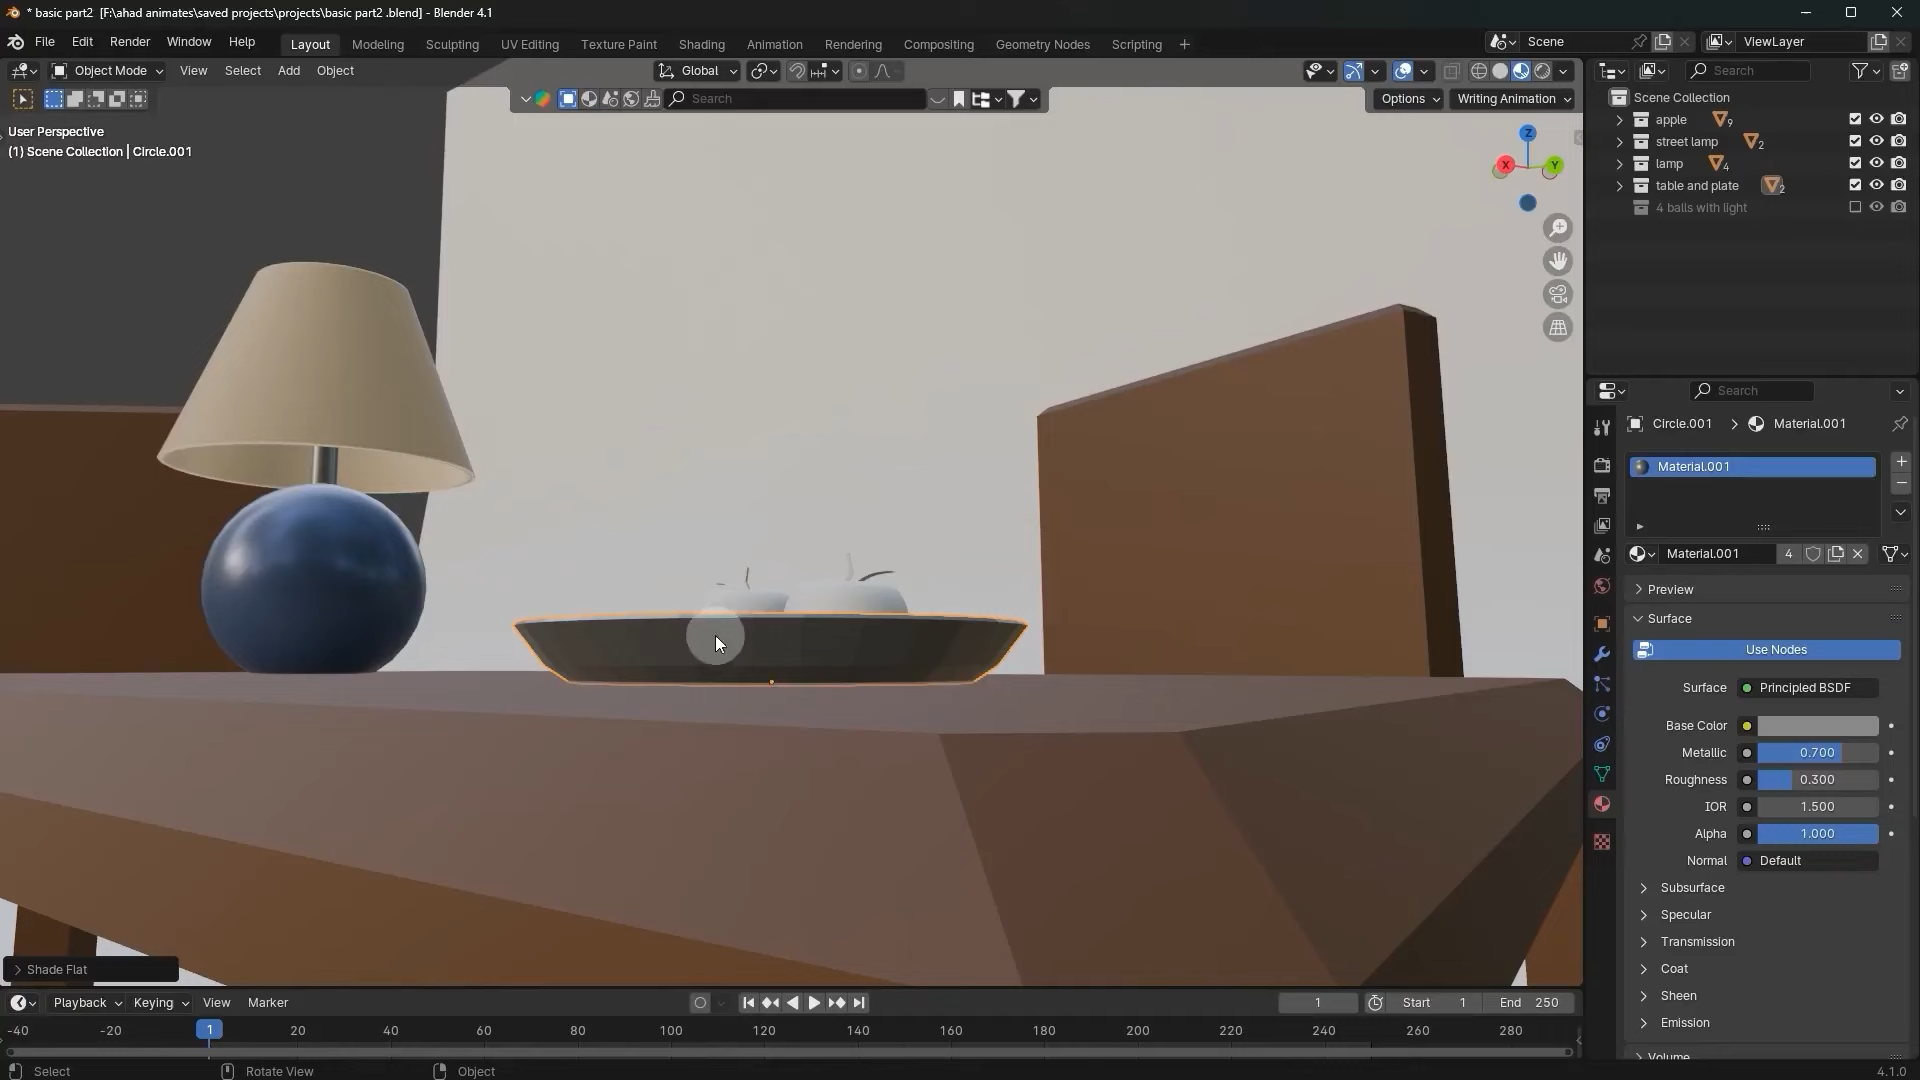 * basic part2  [F:\ahad animates\saved projects\projects\basic part2 .blend] - Blender 4.1
File Edit Render Window Help Layout Modeling Sculpting UV Editing Texture Paint Shading Animation Rendering Compositing Geometry Nodes Scripting + Scene ViewLayer
Object Mode View Select Add Object Global Search
Search Options Writing Animation
User Perspective
(1) Scene Collection | Circle.001
Z
X Y
Scene Collection
apple 9
street lamp 2
lamp 4
table and plate 2
4 balls with light
Search
Circle.001 > Material.001
Material.001
Material.001 4
Preview
Surface
Use Nodes
Surface Principled BSDF
Base Color
Metallic 0.700
Roughness 0.300
IOR 1.500
Alpha 1.000
Normal Default
Subsurface
Specular
Transmission
Coat
Sheen
Emission
Volume
Shade Flat
Playback Keying View Marker 1 Start 1 End 250
-40 -20 1 20 40 60 80 100 120 140 160 180 200 220 240 260 280
Select Rotate View Object 4.1.0